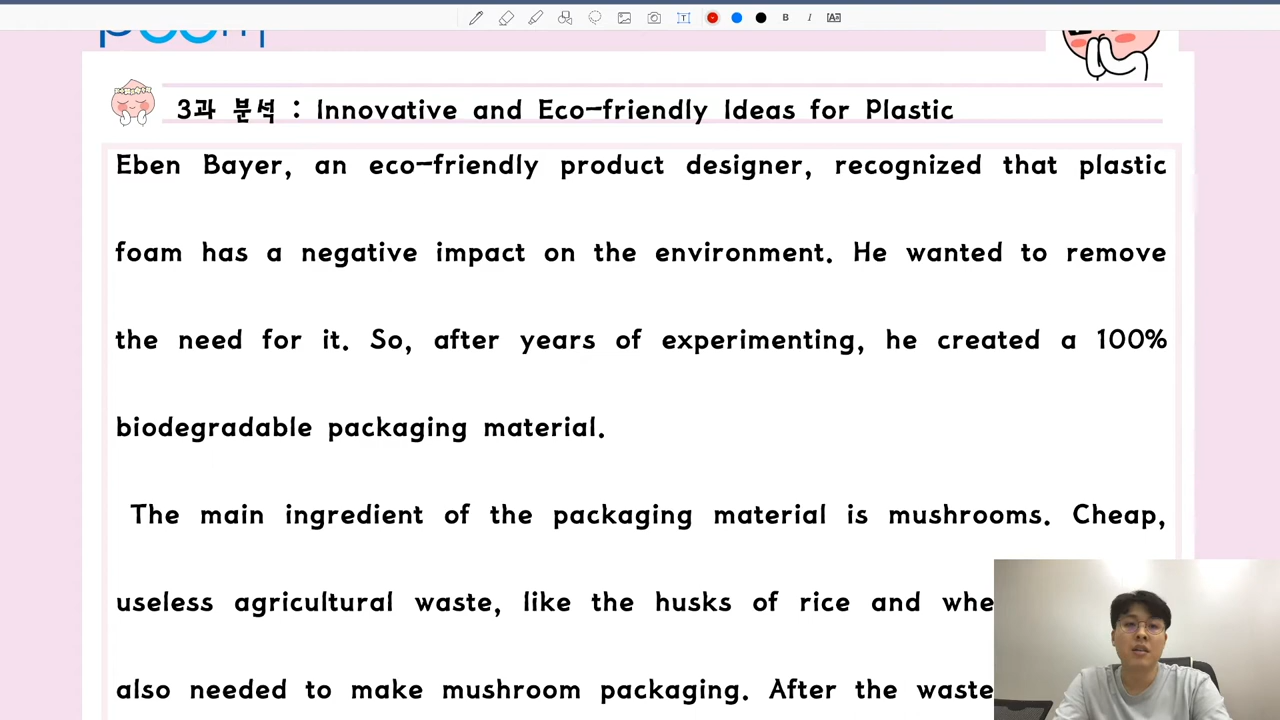 T
B
I
A
3과 분석 : Innovative and Eco-friendly Ideas for Plastic
Eben Bayer, an eco-friendly product designer, recognized that plastic
foam has a negative impact on the environment. He wanted to remove
the need for it. So, after years of experimenting, he created a 100%
biodegradable packaging material.
The main ingredient of the packaging material is mushrooms. Cheap,
useless agricultural waste, like the husks of rice and
also needed to make mushroom packaging. After the waste